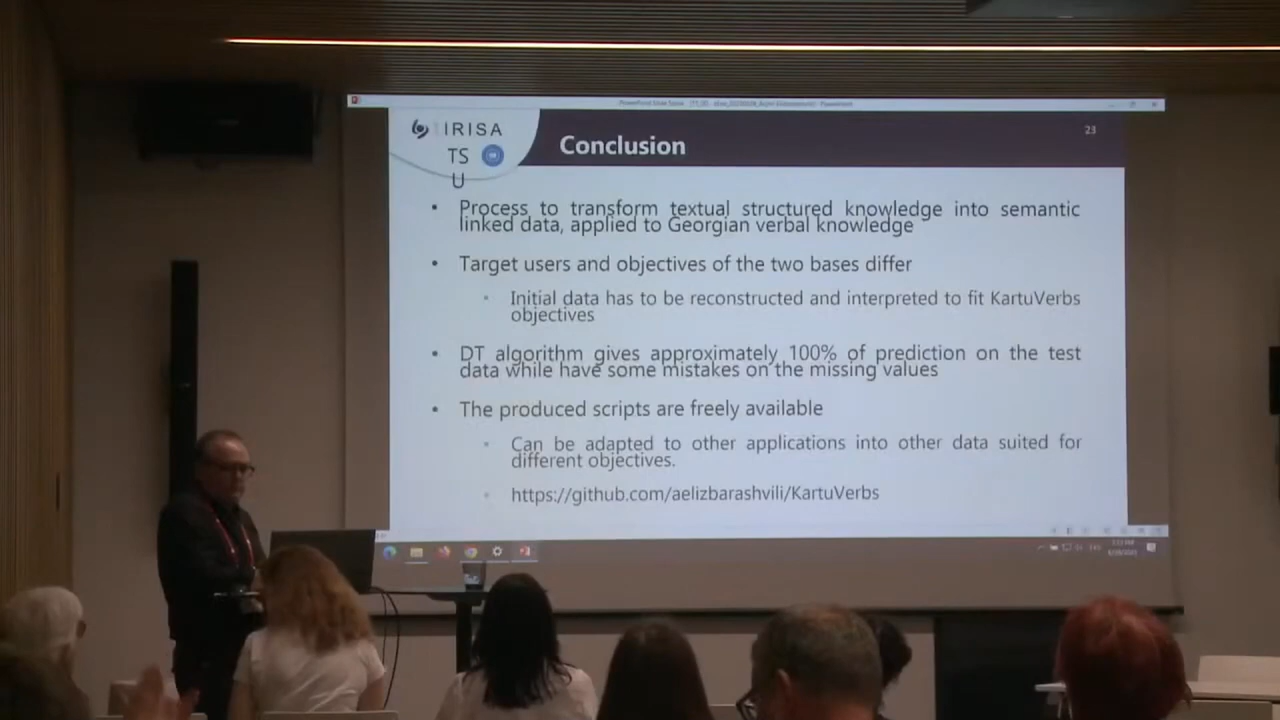 IRISA
TS
U
Conclusion
23
• Process to transform textual structured knowledge into semantic
linked data, applied to Georgian verbal knowledge
• Target users and objectives of the two bases differ
Initial data has to be reconstructed and interpreted to fit KartuVerbs
objectives
• DT algorithm gives approximately 100% of prediction on the test
data while have some mistakes on the missing values
• The produced scripts are freely available
Can be adapted to other applications into other data suited for
different objectives.
https://github.com/aelizbarashvili/KartuVerbs